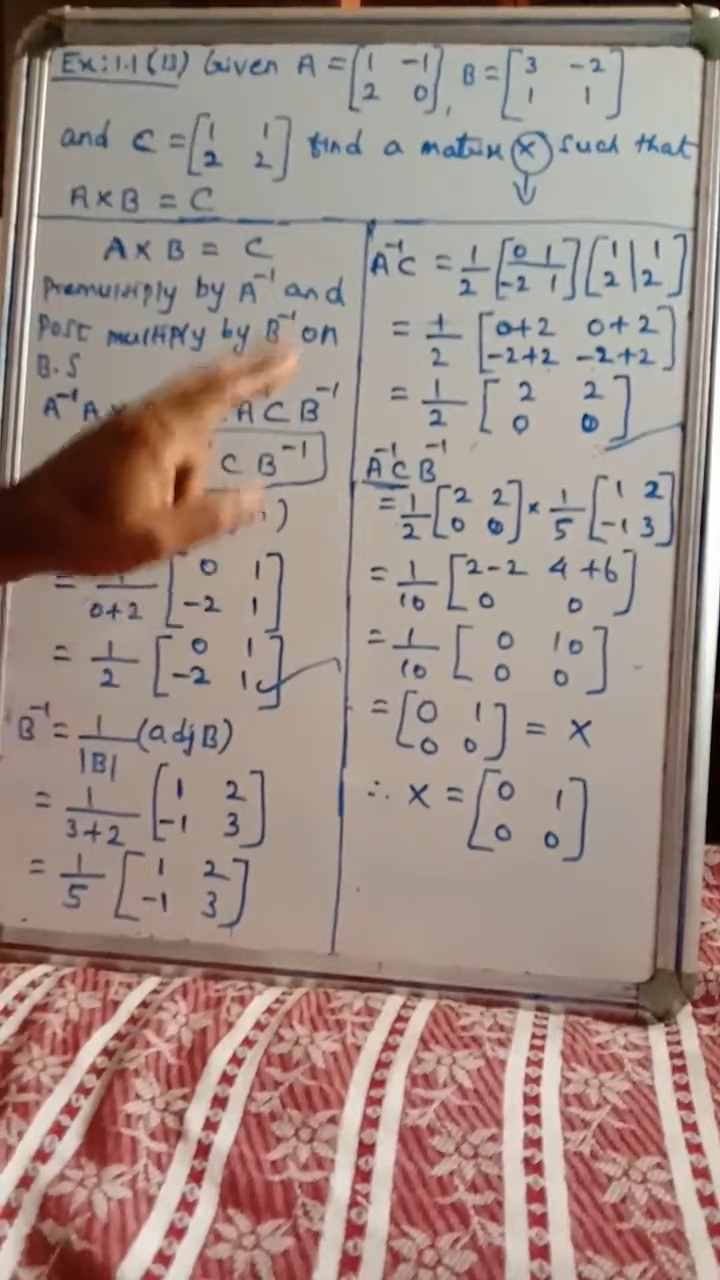 Ex: 1.1 (13) Given A = [1 -1 2 0], B = [3 -2 1 1]
and C = [1 1 2 2] find a matrix X such that
A X B = C
A X B = C
Premultiply by A⁻¹ and
Post multiply by B⁻¹ on
B.S
A⁻¹A A C B⁻¹
C B⁻¹
)
= 1/0+2 [0 1 -2 1]
= 1/2 [0 1 -2 1]
B⁻¹ = 1/|B| (adj B)
= 1/3+2 [1 2 -1 3]
= 1/5 [1 2 -1 3]
A⁻¹C = 1/2 [0 1 -2 1] [1 1 2 2]
= 1/2 [0+2 0+2 -2+2 -2+2]
= 1/2 [2 2 0 0]
A⁻¹ C B⁻¹
= 1/2 [2 2 0 0] × 1/5 [1 2 -1 3]
= 1/10 [2-2 4+6 0 0]
= 1/10 [0 10 0 0]
= [0 1 0 0] = X
∴ X = [0 1 0 0]